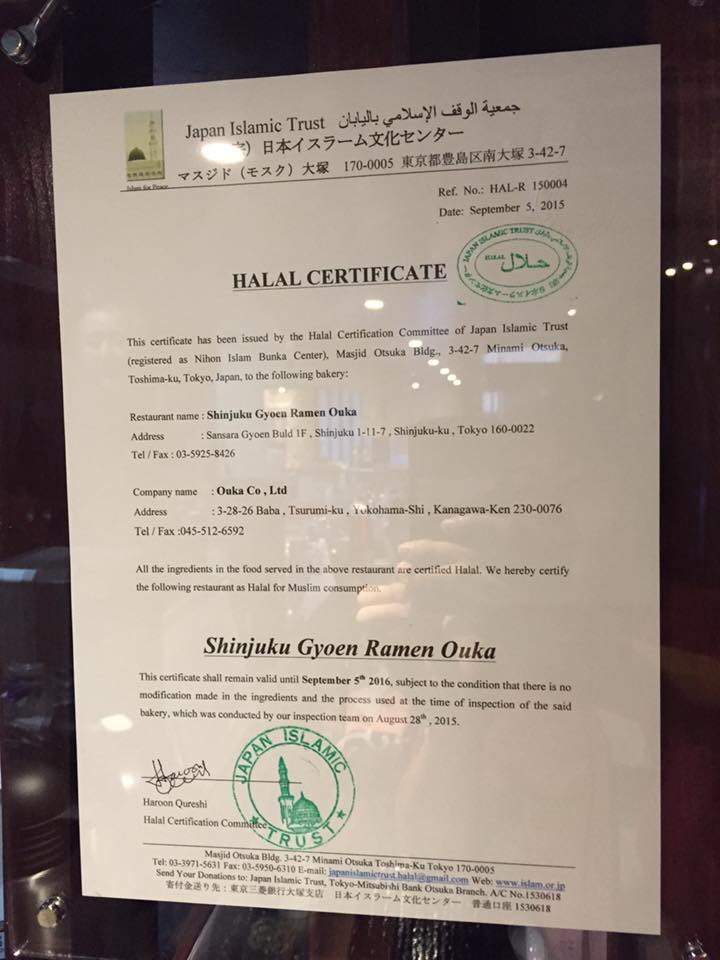 Japan Islamic Trust جمعية الوقف الإسلامي باليابان
日本イスラーム文化センター
マスジド（モスク）大塚 170-0005 東京都豊島区南大塚 3-42-7
Islam for Peace
Ref. No.: HAL-R 150004
Date: September 5, 2015
JAPAN ISLAMIC TRUST
HALAL حلال
HALAL CERTIFICATE
This certificate has been issued by the Halal Certification Committee of Japan Islamic Trust
(registered as Nihon Islam Bunka Center), Masjid Otsuka Bldg., 3-42-7 Minami Otsuka,
Toshima-ku, Tokyo, Japan, to the following bakery:
Restaurant name : Shinjuku Gyoen Ramen Ouka
Address : Sansara Gyoen Buld 1F , Shinjuku 1-11-7 , Shinjuku-ku , Tokyo 160-0022
Tel / Fax : 03-5925-8426
Company name : Ouka Co , Ltd
Address : 3-28-26 Baba , Tsurumi-ku , Yokohama-Shi , Kanagawa-Ken 230-0076
Tel / Fax :045-512-6592
All the ingredients in the food served in the above restaurant are certified Halal. We hereby certify
the following restaurant as Halal for Muslim consumption.
Shinjuku Gyoen Ramen Ouka
This certificate shall remain valid until September 5th 2016, subject to the condition that there is no
modification made in the ingredients and the process used at the time of inspection of the said
bakery, which was conducted by our inspection team on August 28th , 2015.
Haroon Qureshi
Halal Certification Committee
JAPAN ISLAMIC TRUST
Masjid Otsuka Bldg. 3-42-7 Minami Otsuka Toshima-Ku Tokyo 170-0005
Tel: 03-3971-5631 Fax: 03-5950-6310 E-mail: japanislamictrust.halal@gmail.com Web: www.islam.or.jp
Send Your Donations to: Japan Islamic Trust, Tokyo-Mitsubishi Bank Otsuka Branch. A/C No.1530618
寄付金送り先：東京三菱銀行大塚支店 日本イスラーム文化センター 普通口座 1530618